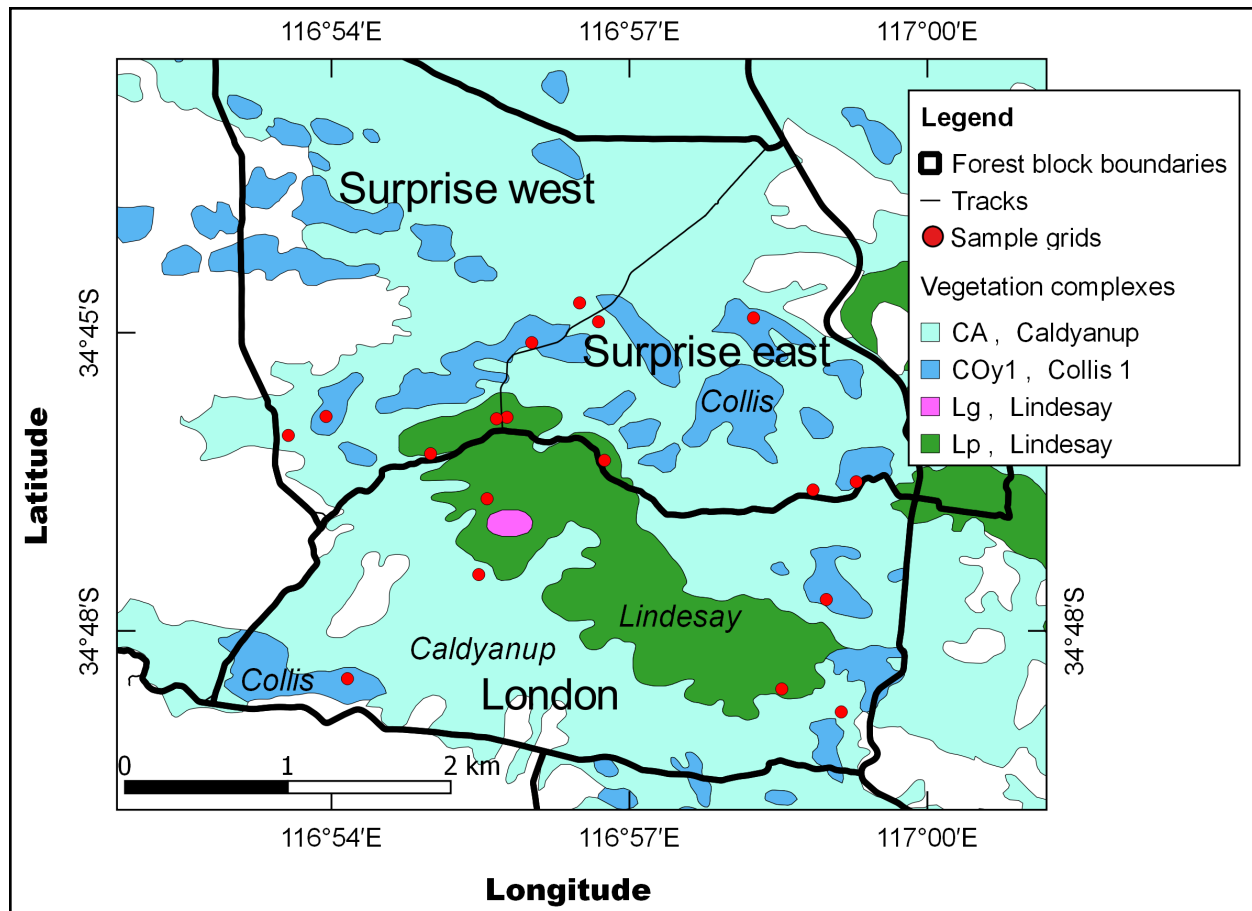 116°54'E 116°57'E 117°00'E
Legend
Forest block boundaries
Tracks
Sample grids
Vegetation complexes
CA , Caldyanup
COy1 , Collis 1
Lg , Lindesay
Lp , Lindesay
Surprise west
34°45'S
Surprise east
Collis
Latitude
Lindesay
34°48'S 34°48'S
Caldyanup
Collis
London
0 1 2 km
116°54'E 116°57'E 117°00'E
Longitude